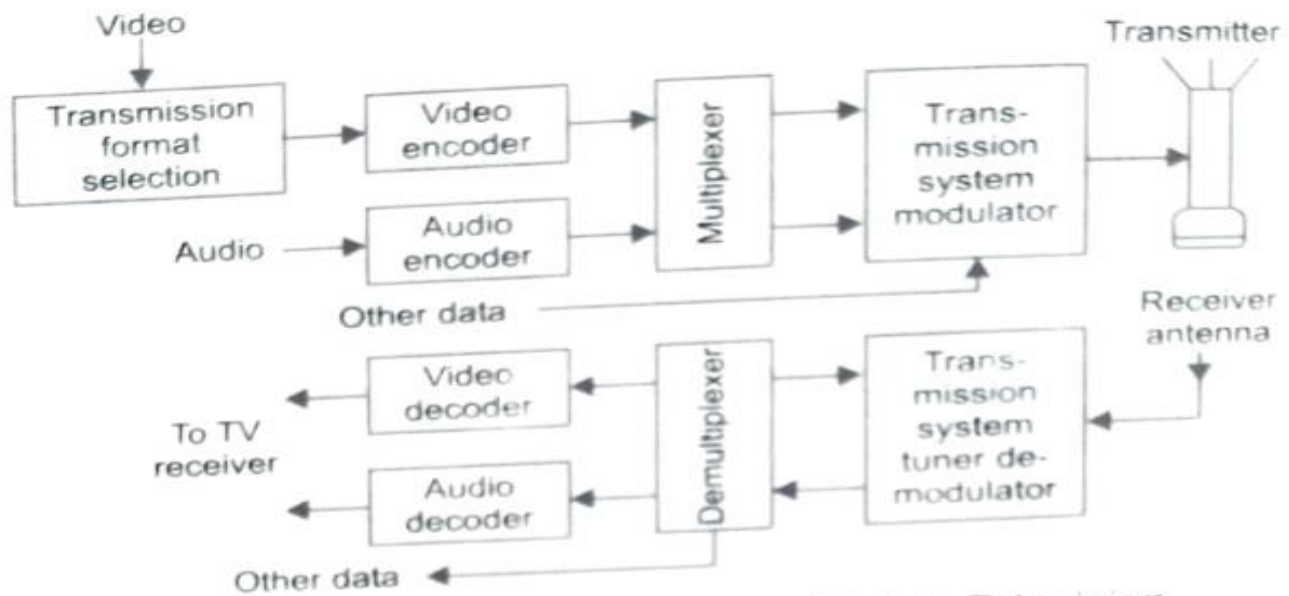 Video
Transmission
format
selection
Video
encoder
Audio
Audio
encoder
Other data
Multiplexer
Trans-
mission
system
modulator
Transmitter
Receiver
antenna
Trans-
mission
system
tuner de-
modulator
Demultiplexer
Video
decoder
Audio
decoder
To TV
receiver
Other data